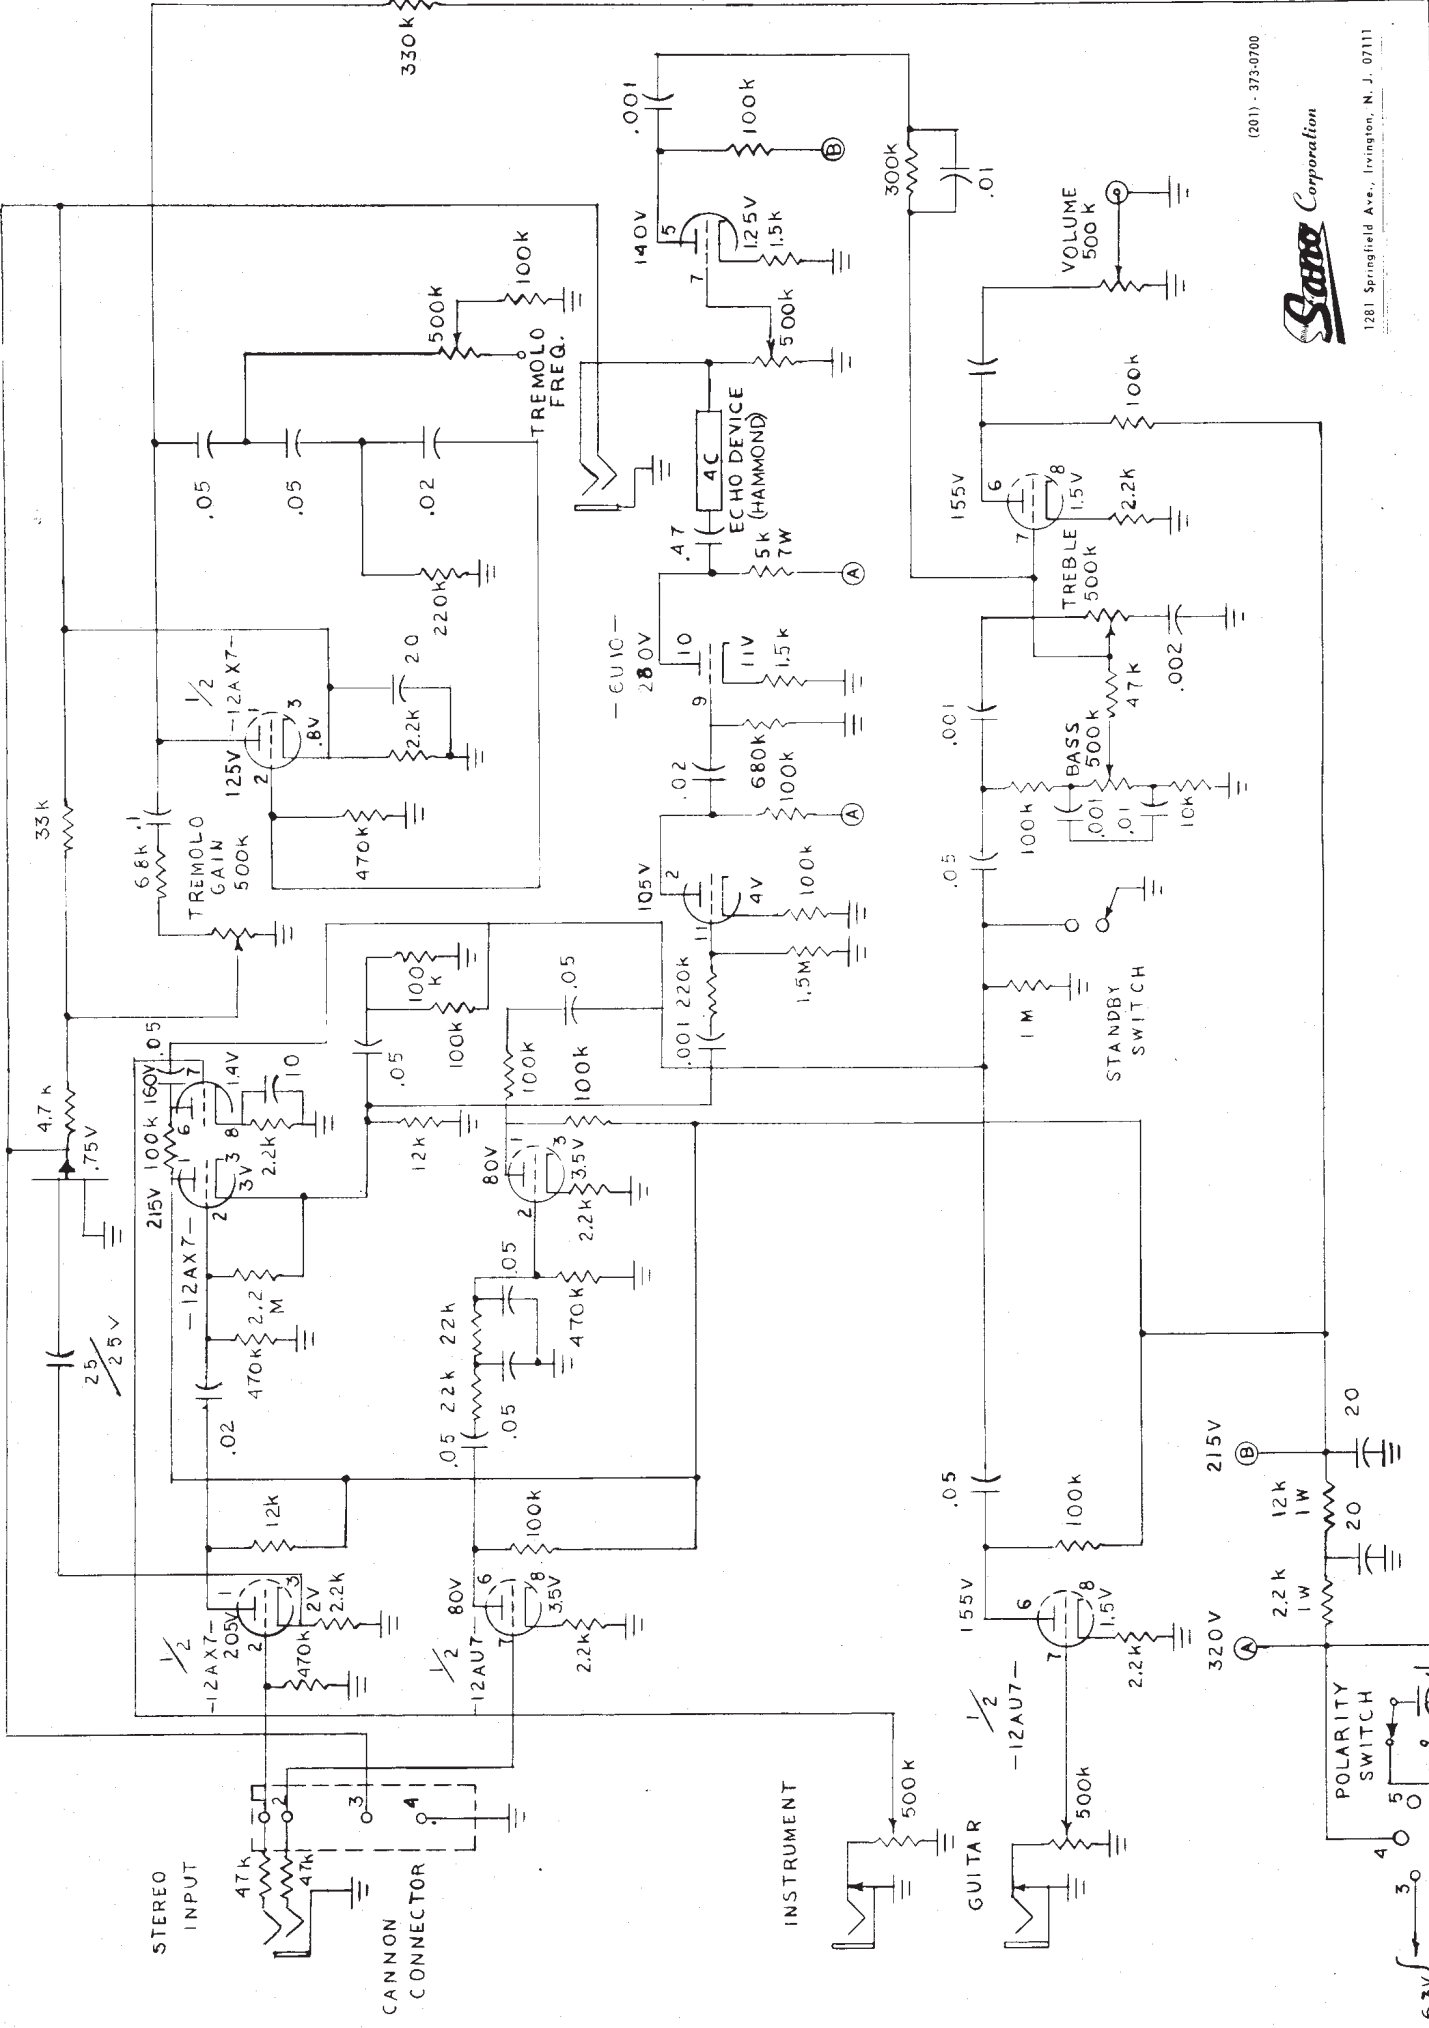 STEREO
INPUT
47k
47k
1
2
3
4
CANNON
CONNECTOR
INSTRUMENT
500k
GUITAR
500k
1/2
-12AX7-
205V
1
2
3
2V
2.2k
470k
12k
1/2
-12AU7-
80V
6
7
8
3.5V
2.2k
100k
.02
470k
2.2
M
-12AX7-
215V
1
2
3
3V
100k
160V
.05
6
7
8
1.4V
2.2k
10
25/25V
.75V
4.7k
33k
.05
22k
22k
.05
.05
470k
80V
1
2
3
3.5V
2.2k
12k
.05
100
k
100k
100k
100k
.05
.001
220k
1.5M
105V
2
11
4V
100k
.02
680k
100k
A
-6U10-
280V
10
9
11V
1.5k
.47
5k
7W
A
4C
ECHO DEVICE
(HAMMOND)
500k
140V
5
7
1.25V
1.5k
.001
100k
B
300k
.01
TREMOLO
GAIN
500k
6.8k
.1
1/2
-12AX7-
125V
1
2
3
.8V
2.2k
20
470k
220k
.05
.05
.02
TREMOLO
FREQ.
500k
100k
330k
1/2
-12AU7-
155V
6
7
8
1.5V
2.2k
.05
100k
1M
STANDBY
SWITCH
.05
100k
.001
.01
10k
BASS
500k
.001
47k
TREBLE
500k
.002
155V
6
7
8
1.5V
2.2k
100k
VOLUME
500k
320V
A
2.2k
1W
20
12k
1W
215V
B
20
POLARITY
SWITCH
3
4
5
6.3V
(201) - 373-0700
Sano Corporation
1281 Springfield Ave., Irvington, N. J. 07111